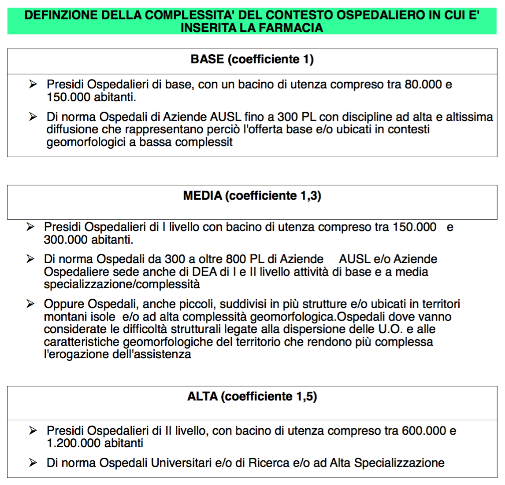 DEFINZIONE DELLA COMPLESSITA' DEL CONTESTO OSPEDALIERO IN CUI E'
INSERITA LA FARMACIA
BASE (coefficiente 1)
➢ Presidi Ospedalieri di base, con un bacino di utenza compreso tra 80.000 e
150.000 abitanti.
➢ Di norma Ospedali di Aziende AUSL fino a 300 PL con discipline ad alta e altissima
diffusione che rappresentano perciò l'offerta base e/o ubicati in contesti
geomorfologici a bassa complessit
MEDIA (coefficiente 1,3)
➢ Presidi Ospedalieri di I livello con bacino di utenza compreso tra 150.000 e
300.000 abitanti.
➢ Di norma Ospedali da 300 a oltre 800 PL di Aziende AUSL e/o Aziende
Ospedaliere sede anche di DEA di I e II livello attività di base e a media
specializzazione/complessità
➢ Oppure Ospedali, anche piccoli, suddivisi in più strutture e/o ubicati in territori
montani isole e/o ad alta complessità geomorfologica.Ospedali dove vanno
considerate le difficoltà strutturali legate alla dispersione delle U.O. e alle
caratteristiche geomorfologiche del territorio che rendono più complessa
l'erogazione dell'assistenza
ALTA (coefficiente 1,5)
➢ Presidi Ospedalieri di II livello, con bacino di utenza compreso tra 600.000 e
1.200.000 abitanti
➢ Di norma Ospedali Universitari e/o di Ricerca e/o ad Alta Specializzazione